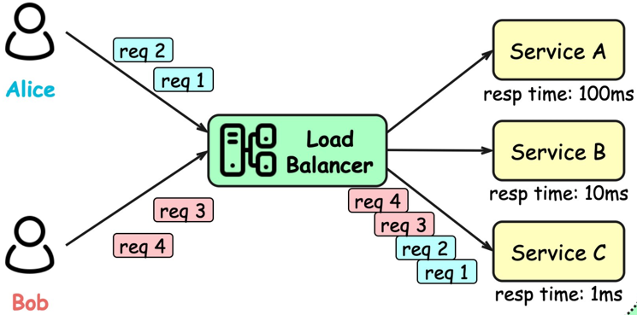 req 2
req 1
Alice
Load
Balancer
req 3
req 4
Bob
req 4
req 3
req 2
req 1
Service A
resp time: 100ms
Service B
resp time: 10ms
Service C
resp time: 1ms